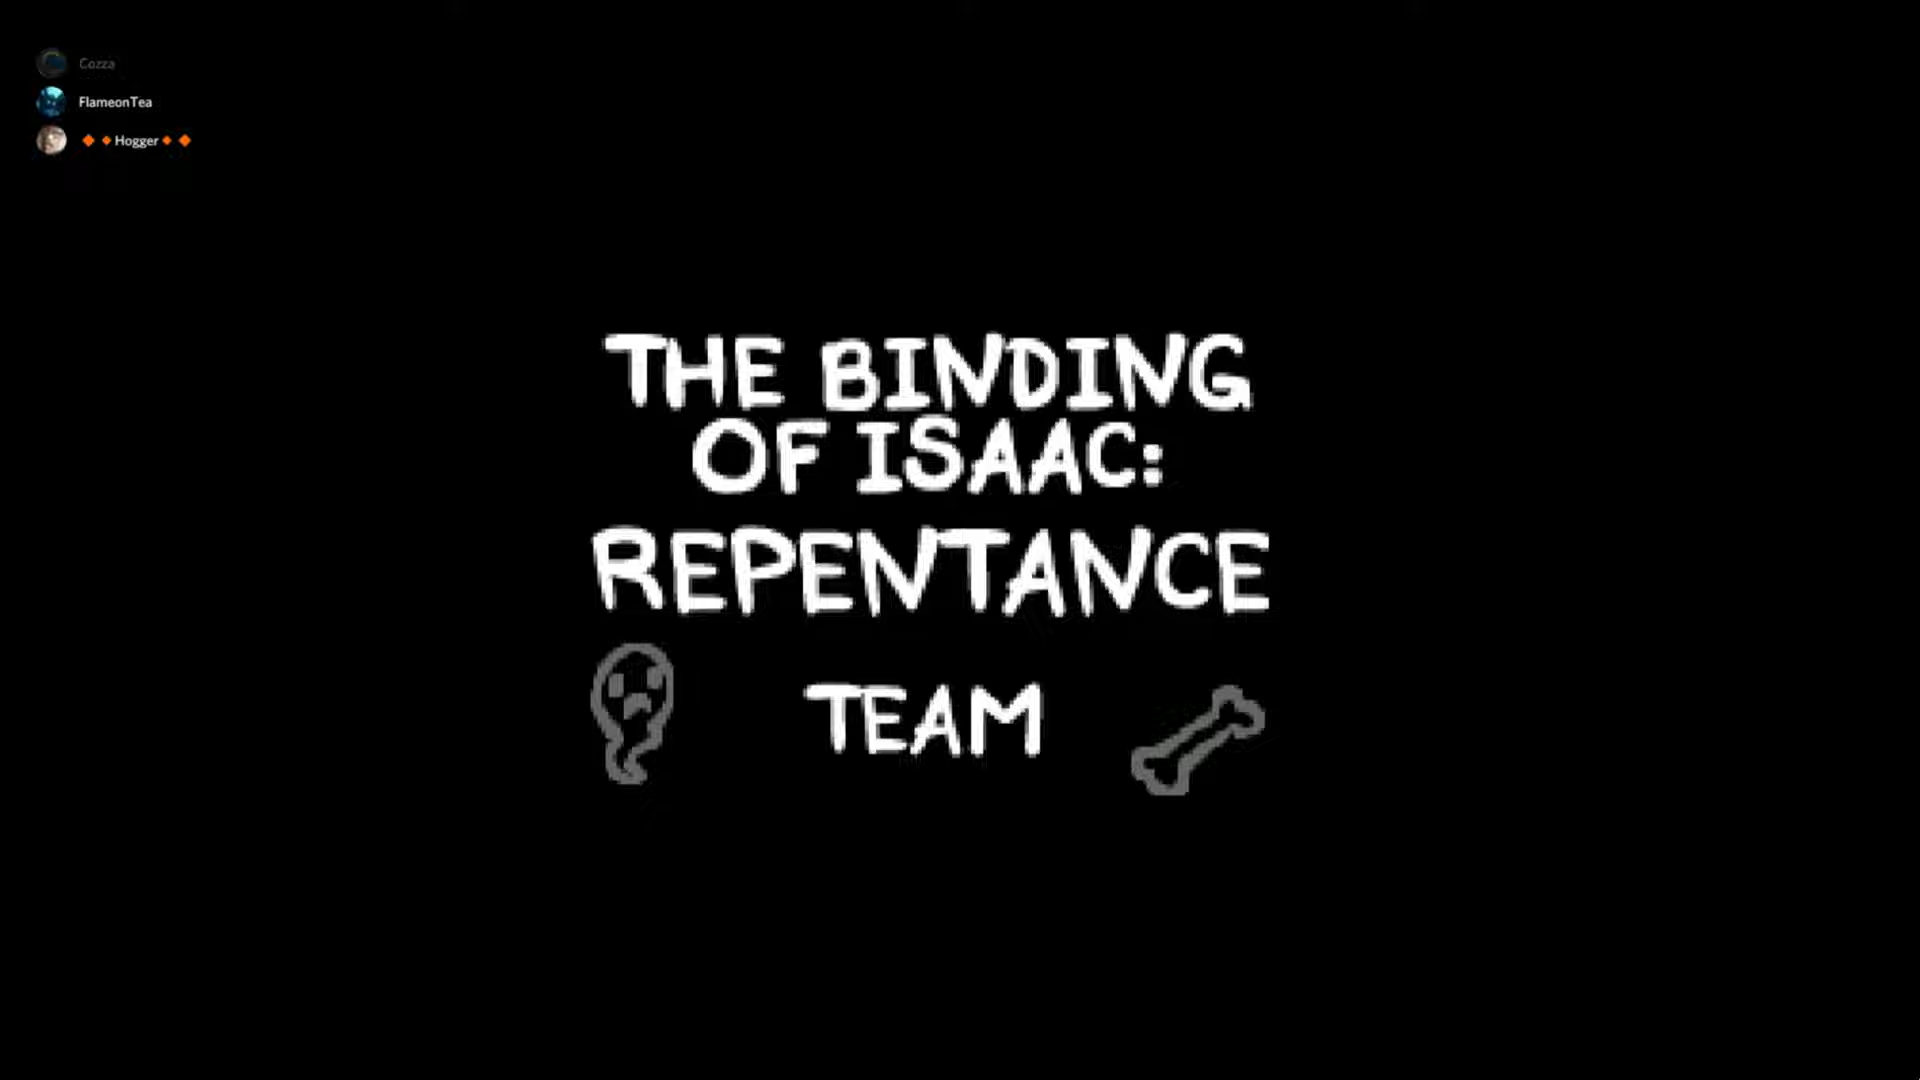 Cozza
FlameonTea
🔸🔸Hogger🔸🔸
THE BINDING
OF ISAAC:
REPENTANCE
TEAM